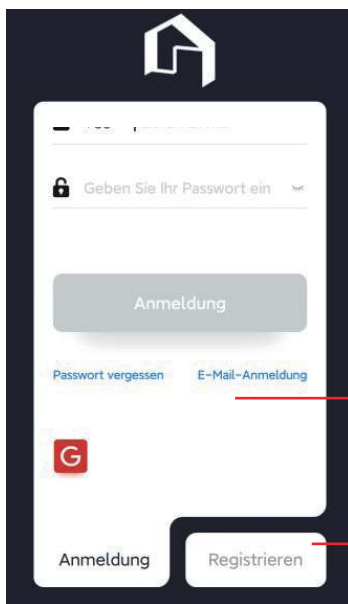 Geben Sie Ihr Passwort ein
Anmeldung
Passwort vergessen E-Mail-Anmeldung
G
Anmeldung Registrieren